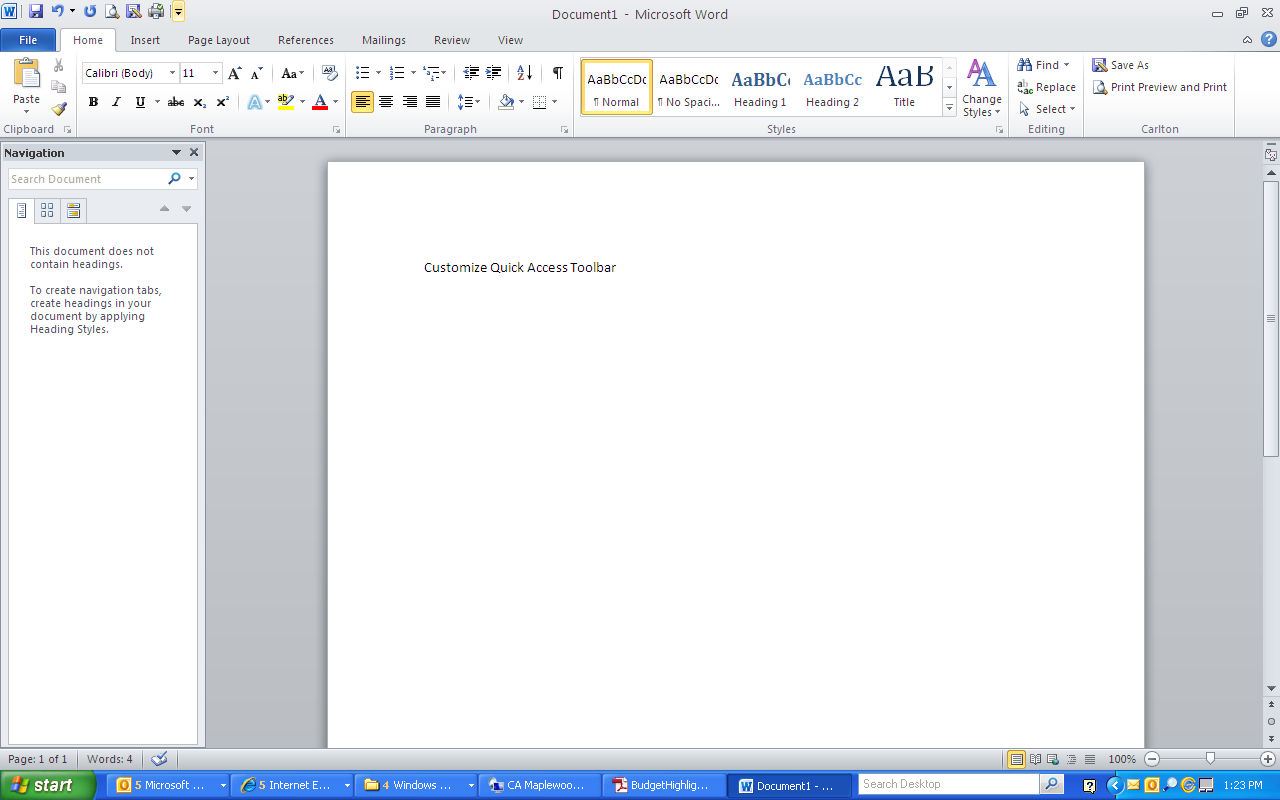 Document1 - Microsoft Word
File Home Insert Page Layout References Mailings Review View
Calibri (Body) 11 Aa AaBbCcDc AaBbCcDc AaBbC AaBbCc AaB Find Save As
Paste Change Styles Replace Print Preview and Print
B I U abc X₂ X² A ab A ¶ Normal ¶ No Spaci... Heading 1 Heading 2 Title Select
Clipboard Font Paragraph Styles Editing Carlton
Navigation
Search Document
This document does not
contain headings.
To create navigation tabs,
create headings in your
document by applying
Heading Styles.
Customize Quick Access Toolbar
Page: 1 of 1 Words: 4 100%
start 5 Microsoft ... 5 Internet E... 4 Windows ... CA Maplewoo... BudgetHighlig... Document1 - ... Search Desktop 1:23 PM